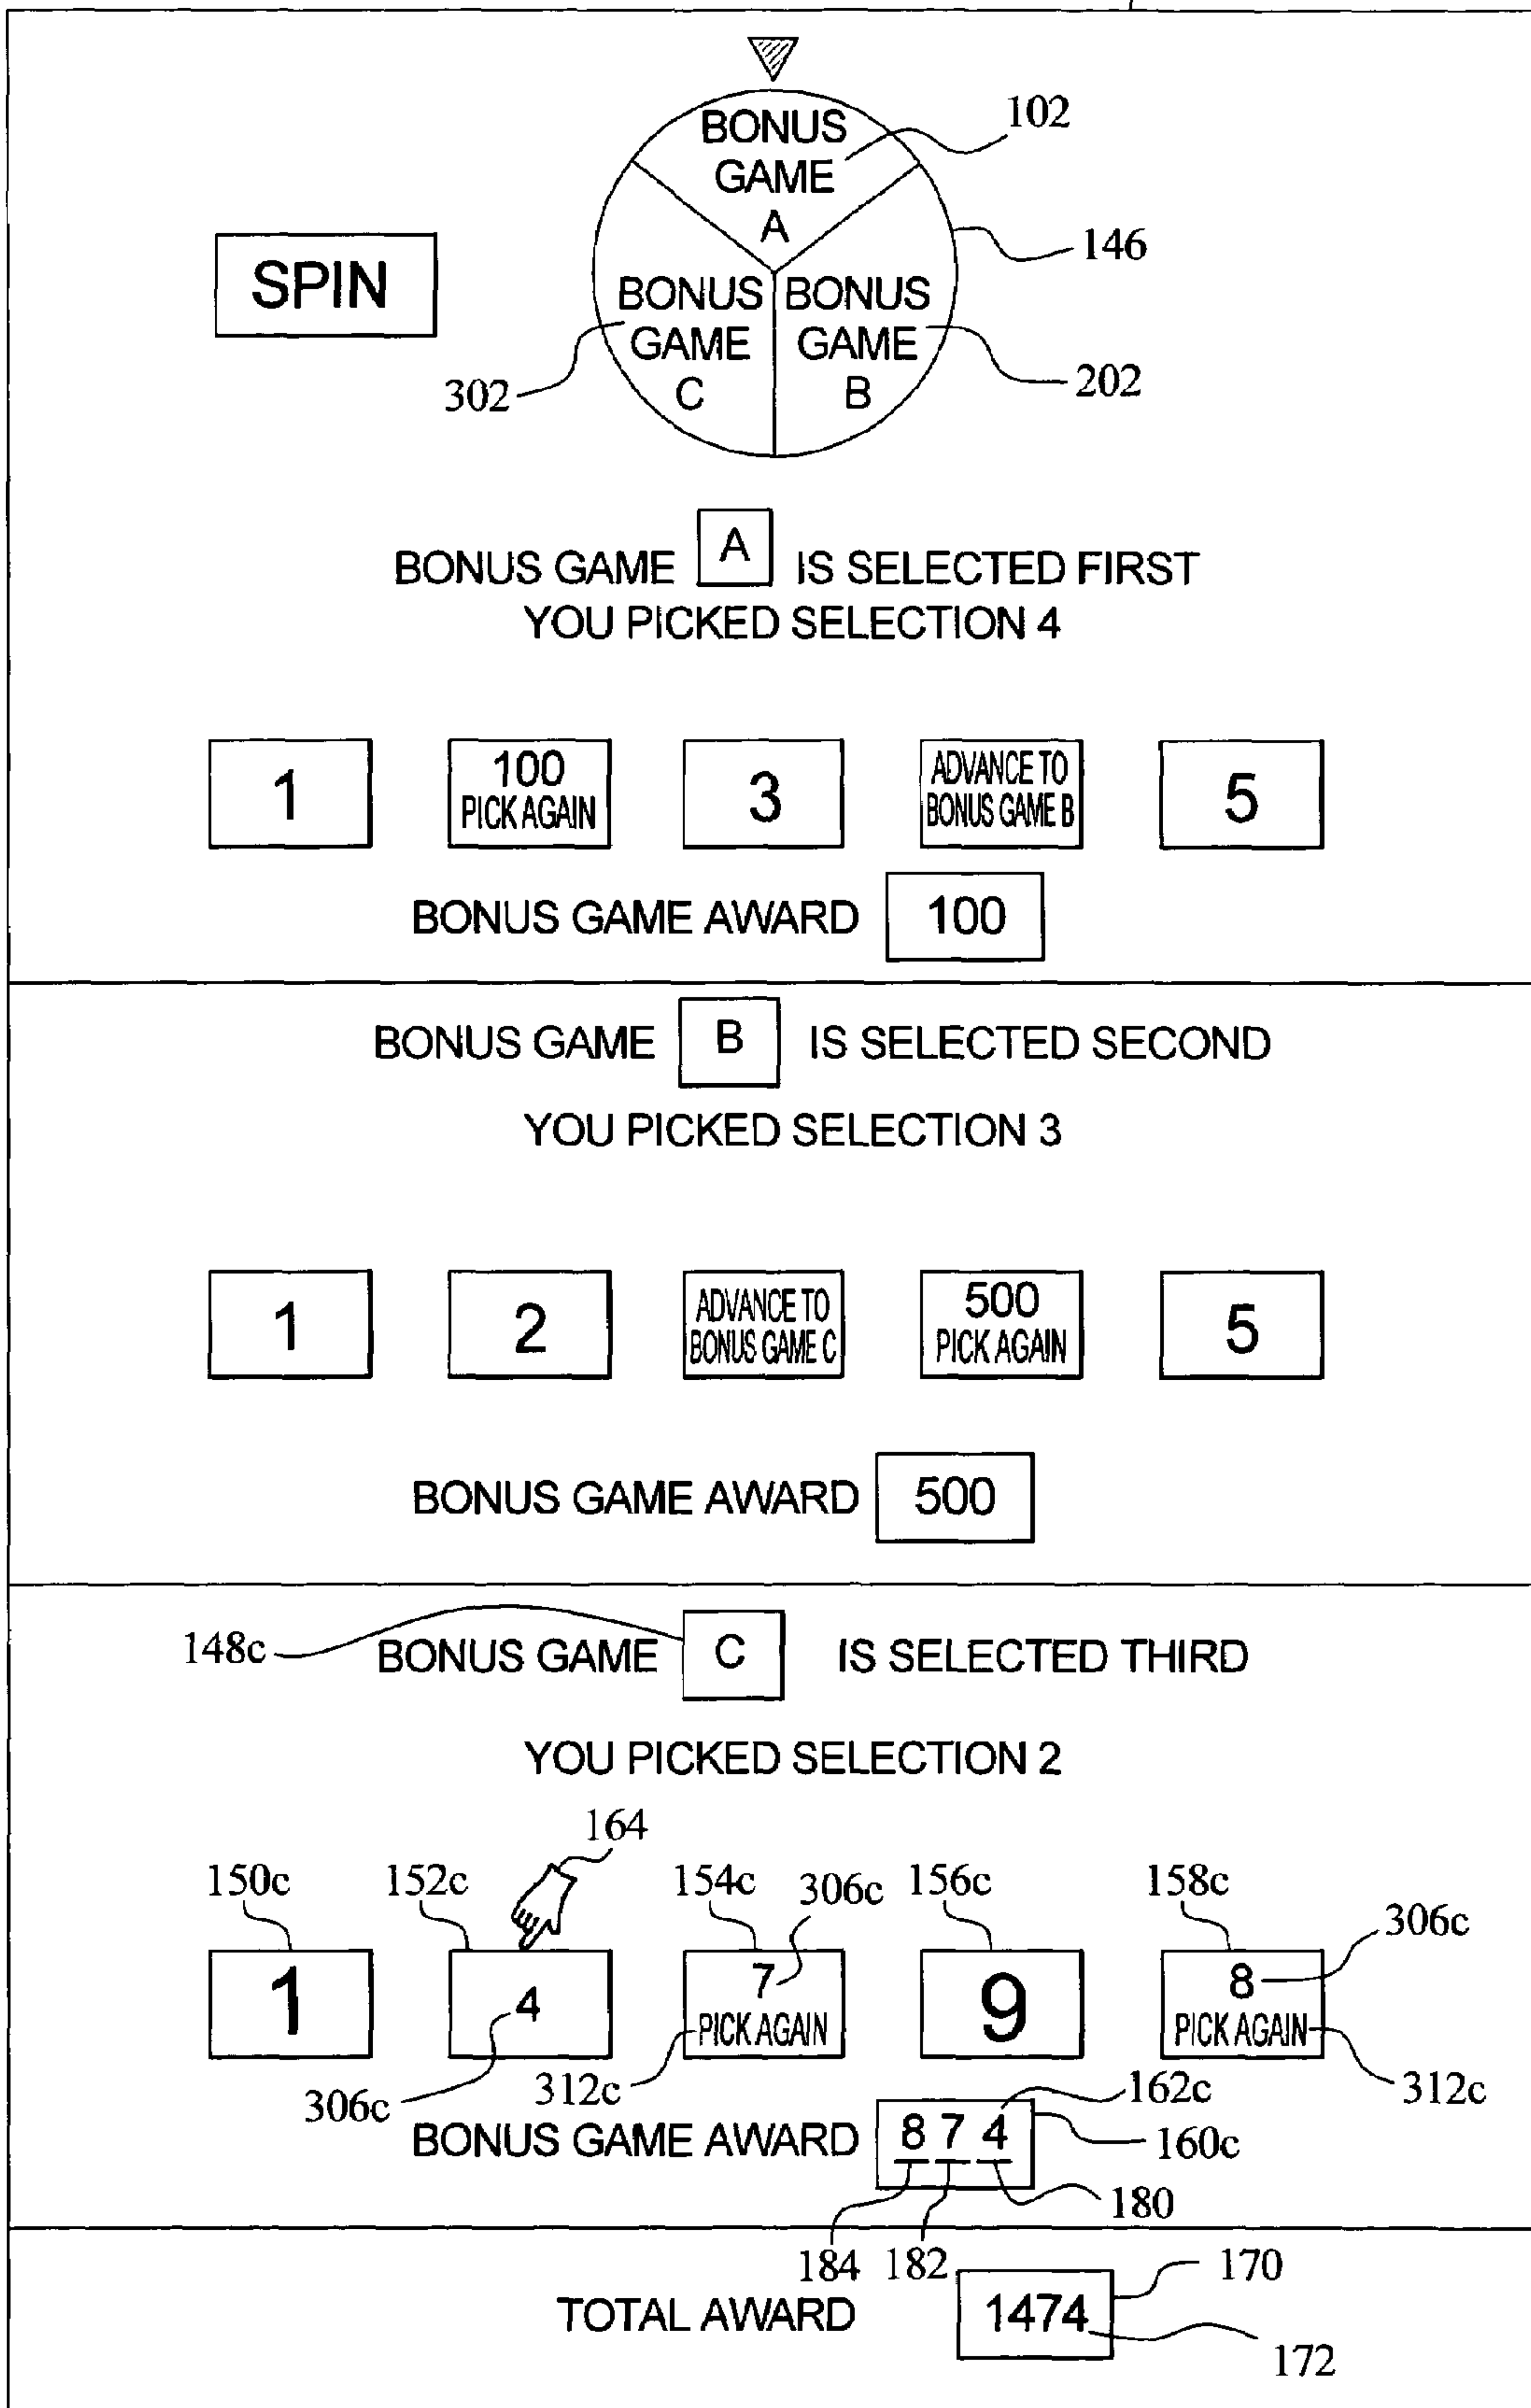 BONUS
GAME
A
102
146
SPIN
BONUS
GAME
C
BONUS
GAME
B
302
202
BONUS GAME A IS SELECTED FIRST
YOU PICKED SELECTION 4
1
100
PICK AGAIN
3
ADVANCE TO
BONUS GAME B
5
BONUS GAME AWARD 100
BONUS GAME B IS SELECTED SECOND
YOU PICKED SELECTION 3
1
2
ADVANCE TO
BONUS GAME C
500
PICK AGAIN
5
BONUS GAME AWARD 500
148c BONUS GAME C IS SELECTED THIRD
YOU PICKED SELECTION 2
164
150c 152c 154c 306c 156c 158c 306c
1
4
7
PICK AGAIN
9
8
PICK AGAIN
306c 312c 162c 312c
BONUS GAME AWARD 8 7 4 160c
180
184 182 170
TOTAL AWARD 1474
172